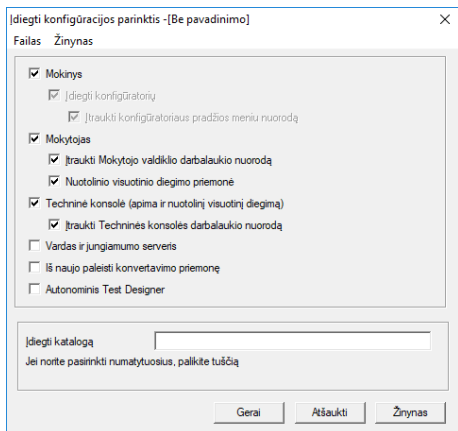 Įdiegti konfigūracijos parinktis -[Be pavadinimo]
Failas Žinynas
Mokinys
Įdiegti konfigūratorių
Įtraukti konfigūratoriaus pradžios meniu nuorodą
Mokytojas
Įtraukti Mokytojo valdiklio darbalaukio nuorodą
Nuotolinio visuotinio diegimo priemonė
Techninė konsolė (apima ir nuotolinį visuotinį diegimą)
Įtraukti Techninės konsolės darbalaukio nuorodą
Vardas ir jungiamumo serveris
Iš naujo paleisti konvertavimo priemonę
Autonominis Test Designer
Įdiegti katalogą
Jei norite pasirinkti numatytuosius, palikite tuščią
Gerai Atšaukti Žinynas